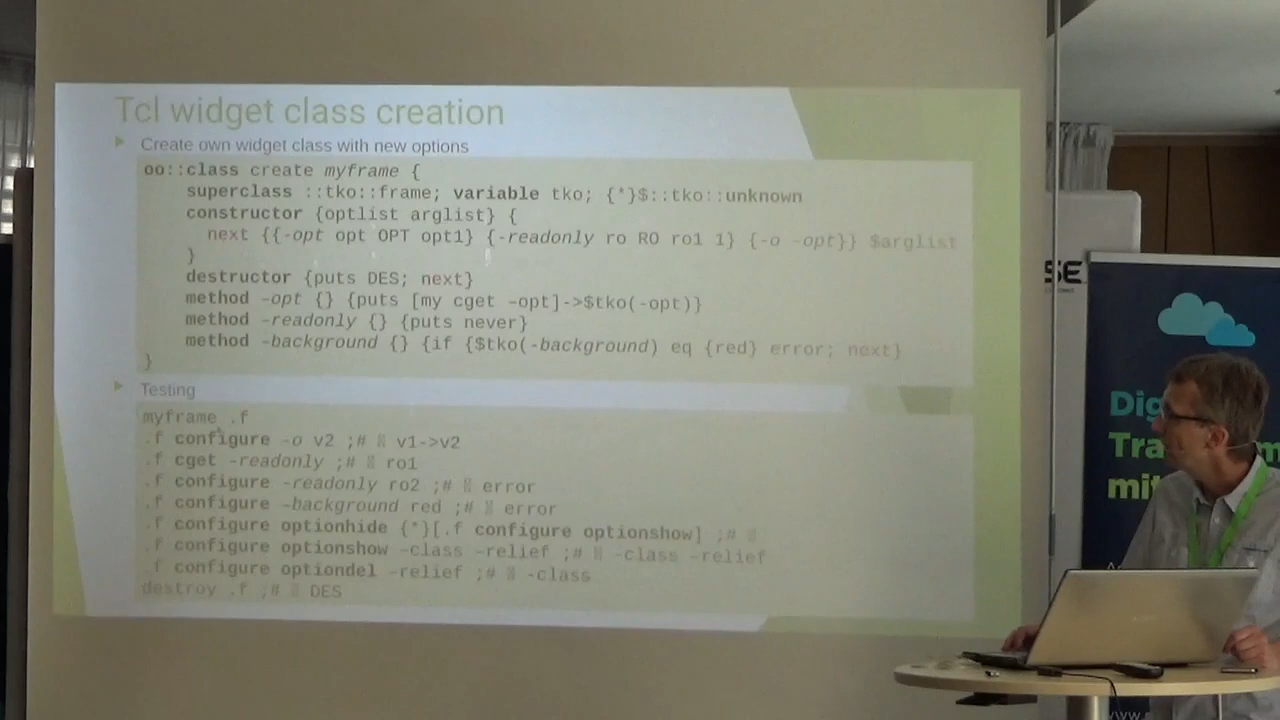 Tcl widget class creation
Create own widget class with new options
oo::class create myframe {
superclass ::tko::frame; variable tko; {*}$::tko::unknown
constructor {optlist arglist} {
next {{-opt opt OPT opt1} {-readonly ro RO ro1 1} {-o -opt}} $arglist
}
destructor {puts DES; next}
method -opt {} {puts [my cget -opt]->$tko(-opt)}
method -readonly {} {puts never}
method -background {} {if {$tko(-background) eq {red} error; next}
}
Testing
myframe .f
.f configure -o v2 ;# v1->v2
.f cget -readonly ;# ro1
.f configure -readonly ro2 ;# error
.f configure -background red ;# error
.f configure optionhide {*}[.f configure optionshow] ;#
.f configure optionshow -class -relief ;# -class -relief
.f configure optiondel -relief ;# -class
destroy .f ;# DES
SE
Dig
Tra
mit